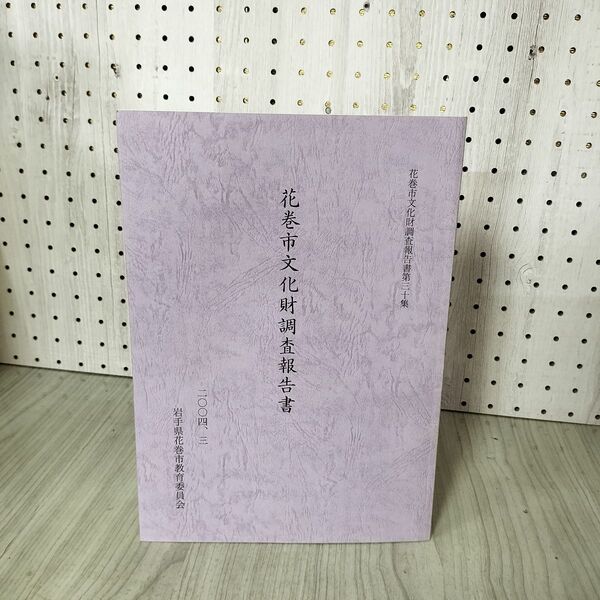 花巻市文化財調査報告書第三十集
花巻市文化財調査報告書
二〇〇四、三
岩手県花巻市教育委員会